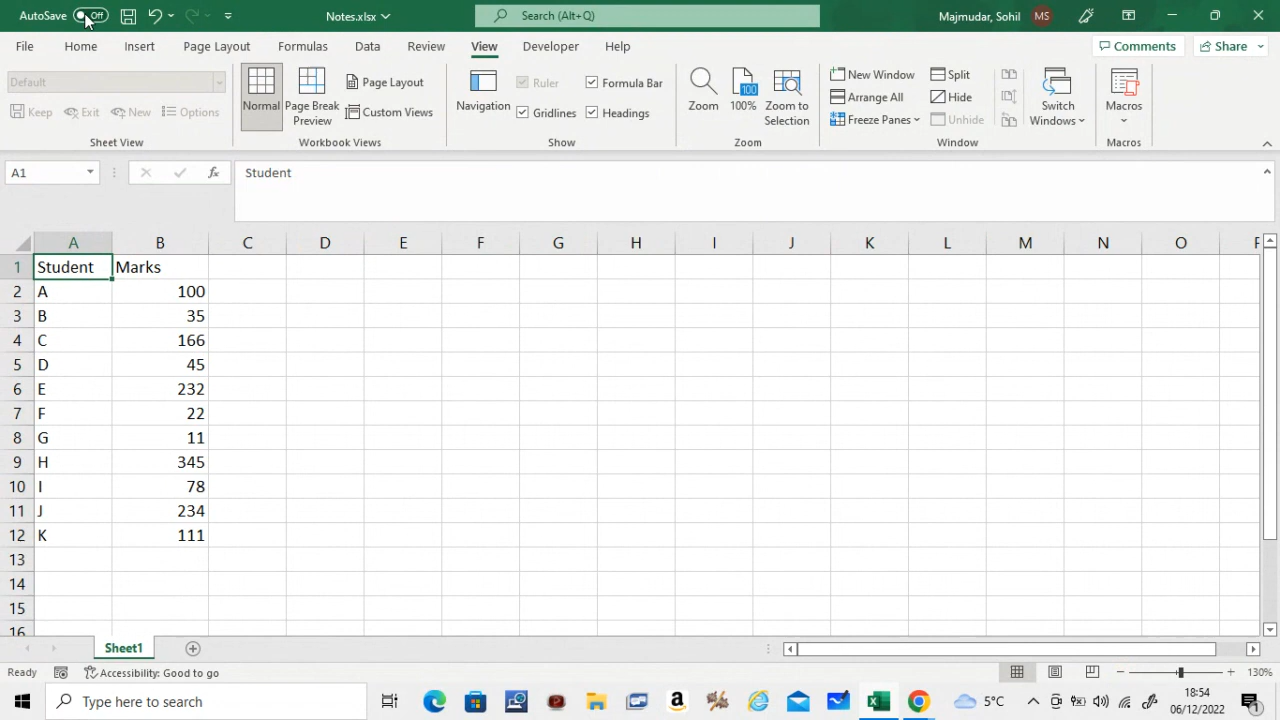 AutoSave Off Notes.xlsx Search (Alt+Q) Majmudar, Sohil MS
File Home Insert Page Layout Formulas Data Review View Developer Help Comments Share
Default
Keep Exit New Options
Sheet View
Normal Page Break Preview Page Layout Custom Views
Workbook Views
Navigation Ruler Formula Bar
Gridlines Headings
Show
Zoom 100 100% Zoom to Selection
Zoom
New Window Split
Arrange All Hide
Freeze Panes Unhide
Switch Windows
Window
Macros
Macros
A1 fx Student
A B C D E F G H I J K L M N O P
1 Student Marks
2 A 100
3 B 35
4 C 166
5 D 45
6 E 232
7 F 22
8 G 11
9 H 345
10 I 78
11 J 234
12 K 111
13
14
15
16
Sheet1
Ready Accessibility: Good to go 130%
Type here to search 5°C 18:54
06/12/2022 1